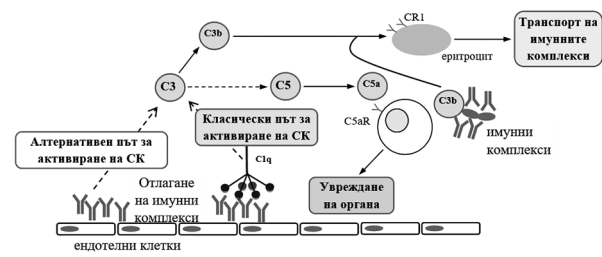 CR1
C3b
еритроцит
Транспорт на
имунните
комплекси
C3
C5
C5a
C3b
C5aR
имунни
комплекси
Класически път за
активиране на СК
Алтернативен път за
активиране на СК
C1q
Отлагане
на имунни
комплекси
Увреждане
на органа
ендотелни клетки